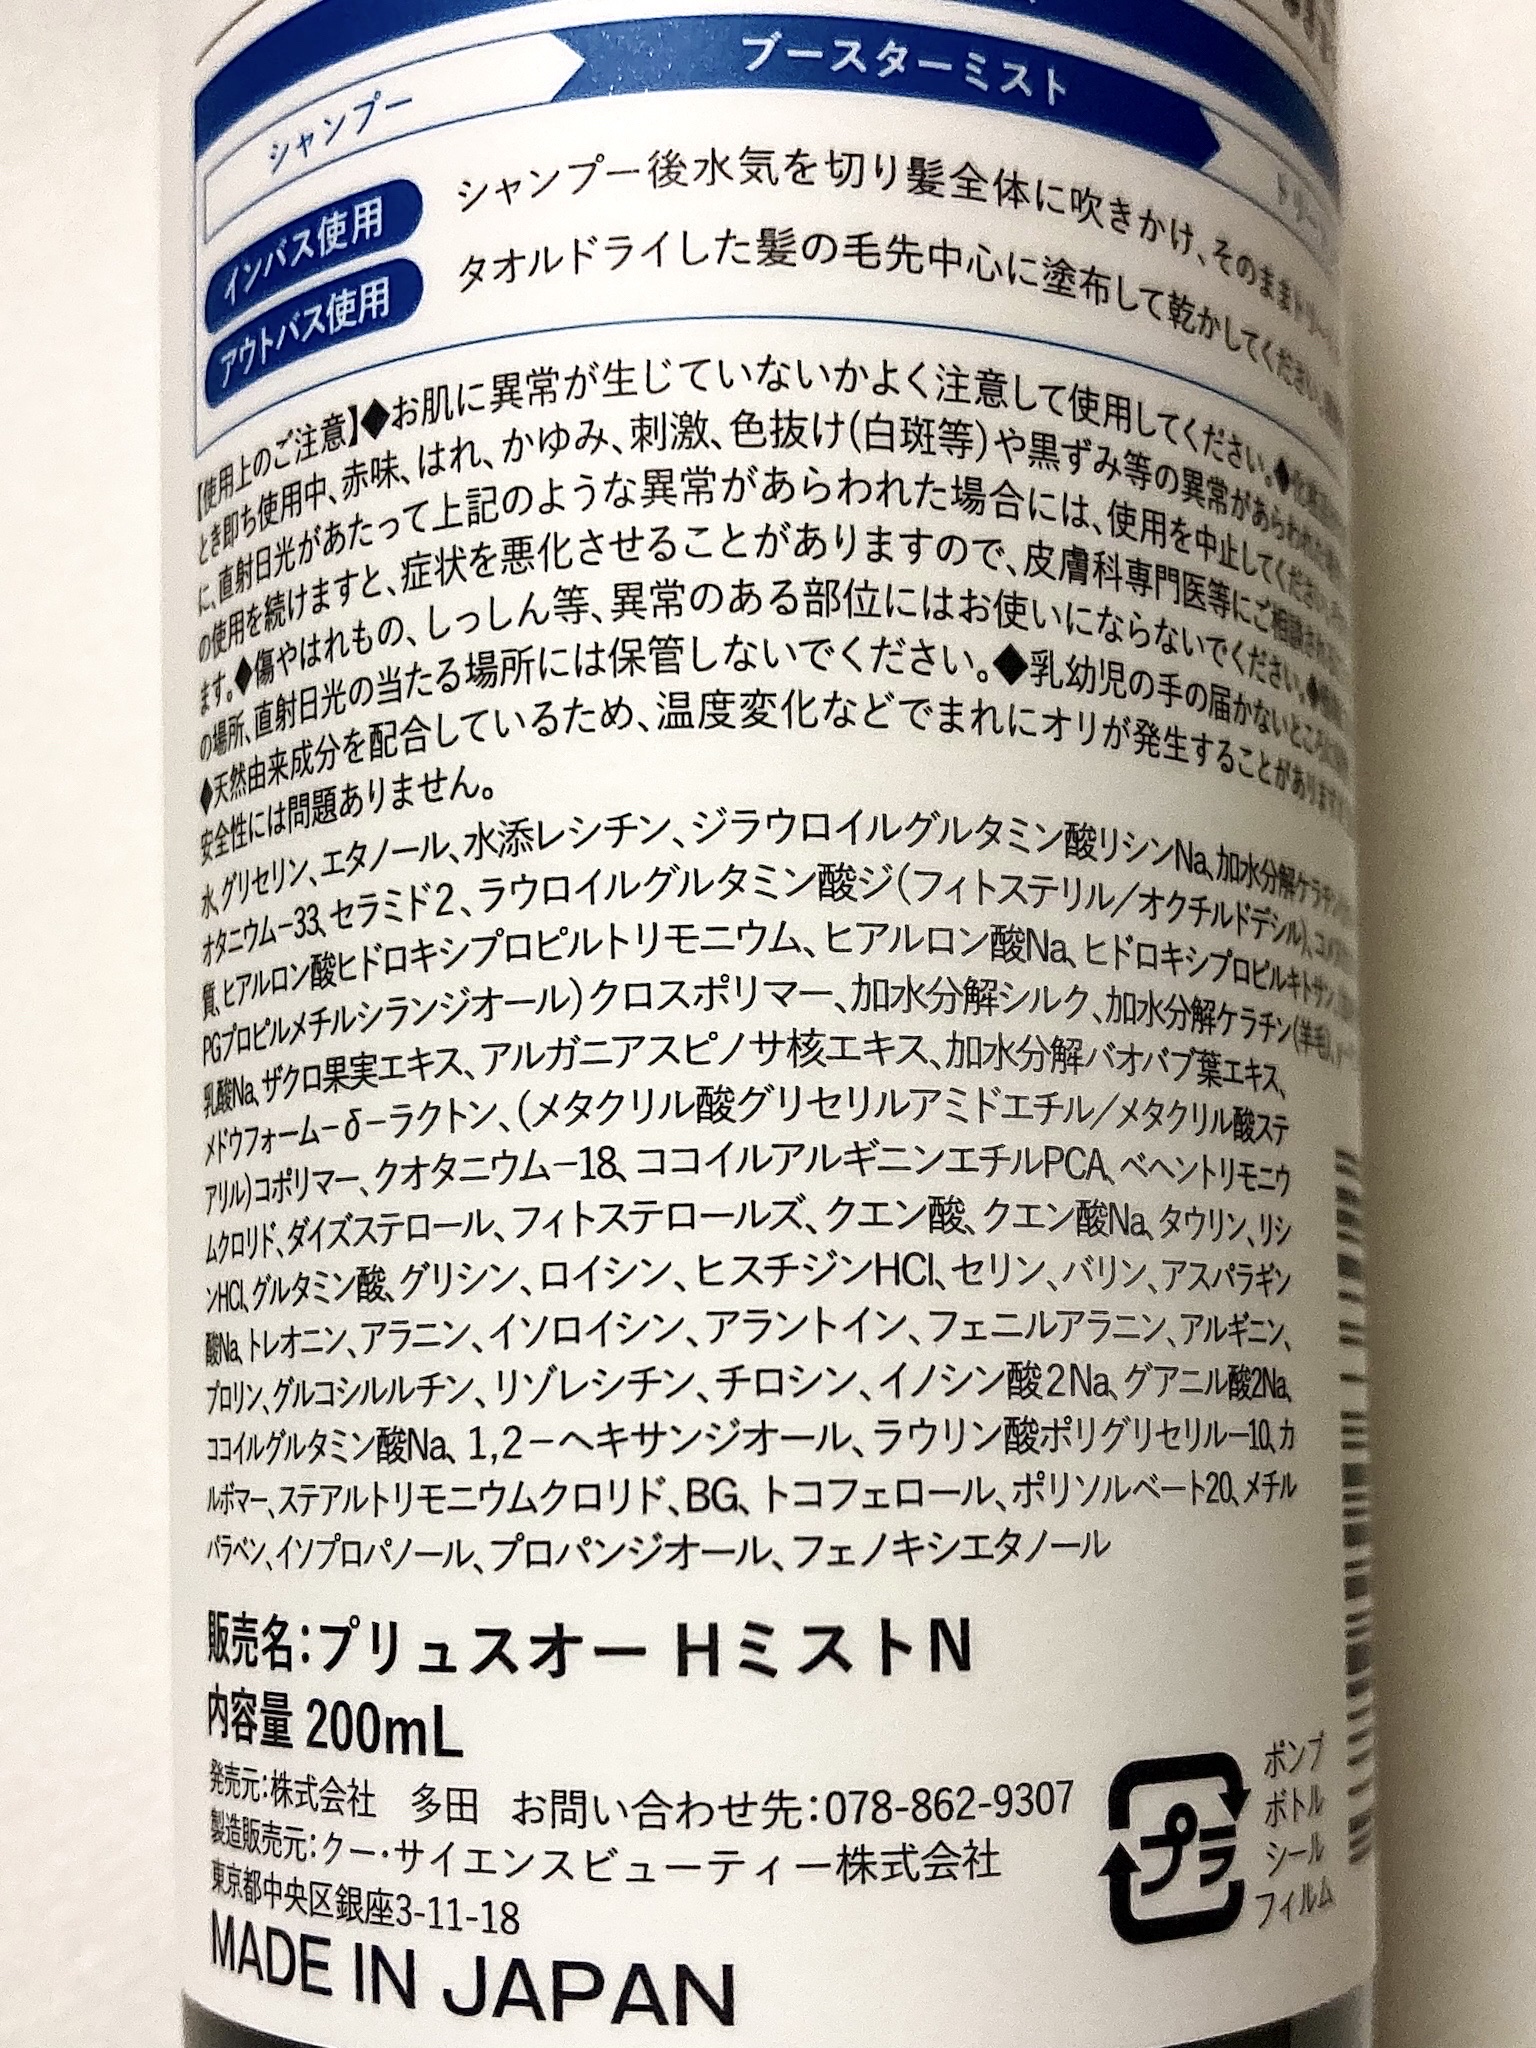 シャンプー
ブースターミスト
インバス使用
シャンプー後水気を切り髪全体に吹きかけ、そのまま
アウトバス使用
タオルドライした髪の毛先中心に塗布して乾かしてください。
【使用上のご注意】◆お肌に異常が生じていないかよく注意して使用してください。◆
とき即ち使用中、赤味、はれ、かゆみ、刺激、色抜け(白斑等)や黒ずみ等の異常があらわれた
に、直射日光があたって上記のような異常があらわれた場合には、使用を中止してください。
の使用を続けますと、症状を悪化させることがありますので、皮膚科専門医等にご相談
ます。◆傷やはれもの、しっしん等、異常のある部位にはお使いにならないでください。◆
の場所、直射日光の当たる場所には保管しないでください。◆乳幼児の手の届かないところに
◆天然由来成分を配合しているため、温度変化などでまれにオリが発生することがあります
安全性には問題ありません。
水、グリセリン、エタノール、水添レシチン、ジラウロイルグルタミン酸リシンNa、加水分解ケラチン
オタニウム−33、セラミド2、ラウロイルグルタミン酸ジ(フィトステリル/オクチルドデシル)、
質、ヒアルロン酸ヒドロキシプロピルトリモニウム、ヒアルロン酸Na、ヒドロキシプロピルキトサン、
PGプロピルメチルシランジオール)クロスポリマー、加水分解シルク、加水分解ケラチン(羊毛)、
乳酸Na、ザクロ果実エキス、アルガニアスピノサ核エキス、加水分解バオバブ葉エキス、
メドウフォーム−δ−ラクトン、(メタクリル酸グリセリルアミドエチル/メタクリル酸ステ
アリル)コポリマー、クオタニウム−18、ココイルアルギニンエチルPCA、ベヘントリモニウ
ムクロリド、ダイズステロール、フィトステロールズ、クエン酸、クエン酸Na、タウリン、リシ
ンHCl、グルタミン酸、グリシン、ロイシン、ヒスチジンHCl、セリン、バリン、アスパラギン
酸Na、トレオニン、アラニン、イソロイシン、アラントイン、フェニルアラニン、アルギニン、
プロリン、グルコシルルチン、リゾレシチン、チロシン、イノシン酸2Na、グアニル酸2Na、
ココイルグルタミン酸Na、1,2−ヘキサンジオール、ラウリン酸ポリグリセリル−10、カ
ルボマー、ステアルトリモニウムクロリド、BG、トコフェロール、ポリソルベート20、メチル
パラベン、イソプロパノール、プロパンジオール、フェノキシエタノール
販売名：プリュスオー HミストN
内容量 200mL
発売元：株式会社 多田 お問い合わせ先：078-862-9307
製造販売元：クー・サイエンスビューティー株式会社
東京都中央区銀座3-11-18
MADE IN JAPAN
プラ
ポンプ
ボトル
シール
フィルム